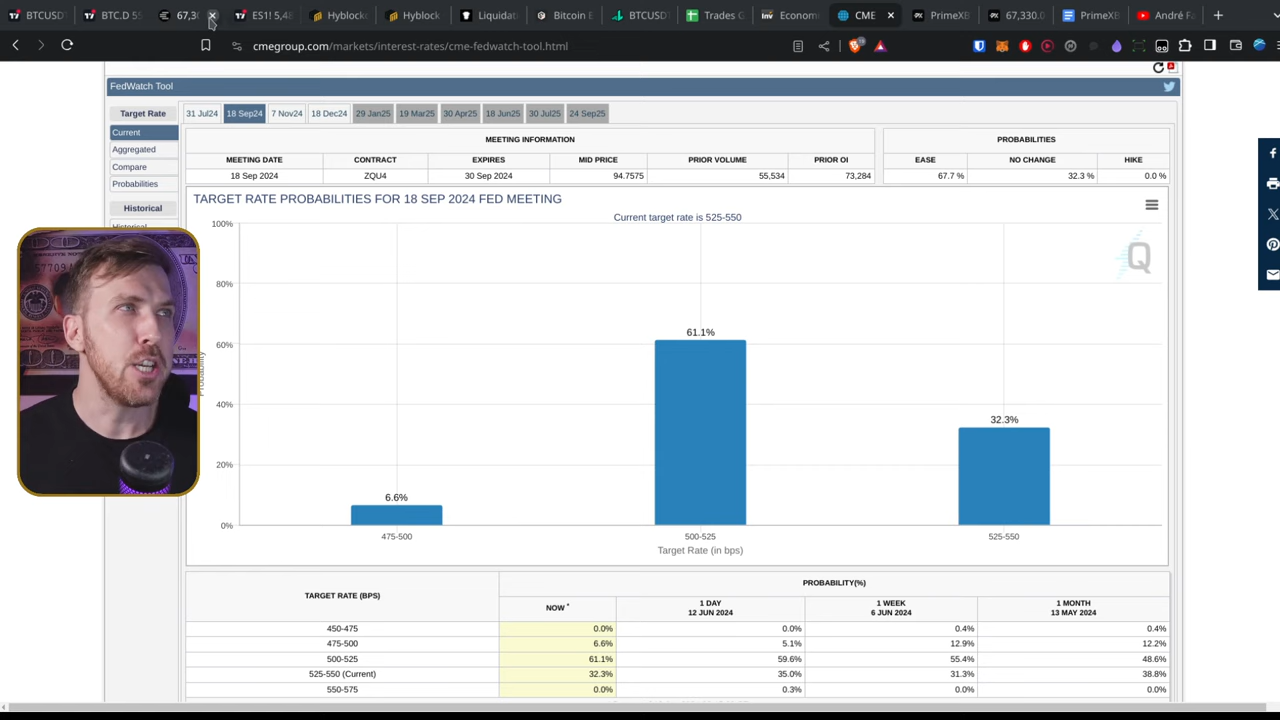 BTCUSDT
BTC.D 55
67,30
ES1! 5,48
Hyblock
Hyblock
Liquidati
Bitcoin E
BTCUSDT
Trades G
Econom
CME
PrimeXB
67,330.0
PrimeXB
André Fa
cmegroup.com/markets/interest-rates/cme-fedwatch-tool.html
FedWatch Tool
Target Rate
31 Jul24 18 Sep24 7 Nov24 18 Dec24 29 Jan25 19 Mar25 30 Apr25 18 Jun25 30 Jul25 24 Sep25
Current
Aggregated
Compare
Probabilities
Historical
MEETING INFORMATION
MEETING DATE CONTRACT EXPIRES MID PRICE PRIOR VOLUME PRIOR OI
18 Sep 2024 ZQU4 30 Sep 2024 94.7575 55,534 73,284
PROBABILITIES
EASE NO CHANGE HIKE
67.7 % 32.3 % 0.0 %
TARGET RATE PROBABILITIES FOR 18 SEP 2024 FED MEETING
Current target rate is 525-550
Q
100%
80%
60%
40%
20%
0%
Probability
6.6%
61.1%
32.3%
475-500 500-525 525-550
Target Rate (in bps)
TARGET RATE (BPS) PROBABILITY(%)
NOW * 1 DAY 1 WEEK 1 MONTH
12 JUN 2024 6 JUN 2024 13 MAY 2024
450-475 0.0% 0.0% 0.4% 0.4%
475-500 6.6% 5.1% 12.9% 12.2%
500-525 61.1% 59.6% 55.4% 48.6%
525-550 (Current) 32.3% 35.0% 31.3% 38.8%
550-575 0.0% 0.3% 0.0% 0.0%